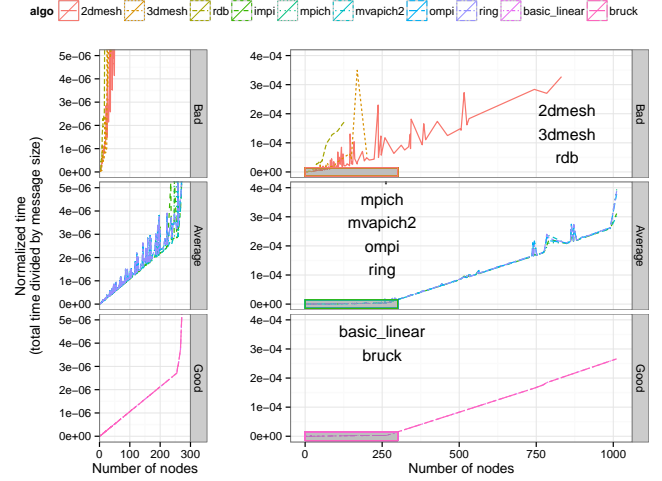 algo 2dmesh 3dmesh rdb impi mpich mvapich2 ompi ring basic_linear bruck
Normalized time
(total time divided by message size)
5e-06
4e-06
3e-06
2e-06
1e-06
0e+00
Bad
4e-04
3e-04
2e-04
1e-04
0e+00
2dmesh
3dmesh
rdb
Bad
5e-06
4e-06
3e-06
2e-06
1e-06
0e+00
Average
4e-04
3e-04
2e-04
1e-04
0e+00
mpich
mvapich2
ompi
ring
Average
5e-06
4e-06
3e-06
2e-06
1e-06
0e+00
Good
4e-04
3e-04
2e-04
1e-04
0e+00
basic_linear
bruck
Good
0 100 200 300
Number of nodes
0 250 500 750 1000
Number of nodes